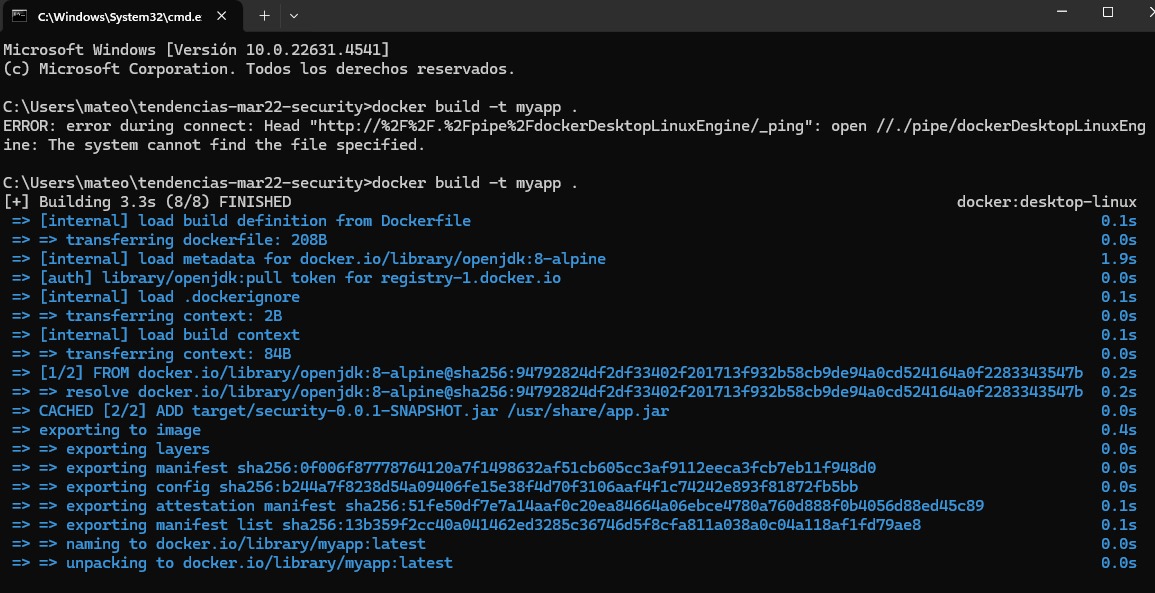 C:\Windows\System32\cmd.e
Microsoft Windows [Versión 10.0.22631.4541]
(c) Microsoft Corporation. Todos los derechos reservados.
C:\Users\mateo\tendencias-mar22-security>docker build -t myapp .
ERROR: error during connect: Head "http://%2F%2F.%2Fpipe%2FdockerDesktopLinuxEngine/_ping": open //./pipe/dockerDesktopLinuxEng
ine: The system cannot find the file specified.
C:\Users\mateo\tendencias-mar22-security>docker build -t myapp .
[+] Building 3.3s (8/8) FINISHED docker:desktop-linux
=> [internal] load build definition from Dockerfile 0.1s
=> => transferring dockerfile: 208B 0.0s
=> [internal] load metadata for docker.io/library/openjdk:8-alpine 1.9s
=> [auth] library/openjdk:pull token for registry-1.docker.io 0.0s
=> [internal] load .dockerignore 0.1s
=> => transferring context: 2B 0.0s
=> [internal] load build context 0.1s
=> => transferring context: 84B 0.0s
=> [1/2] FROM docker.io/library/openjdk:8-alpine@sha256:94792824df2df33402f201713f932b58cb9de94a0cd524164a0f2283343547b 0.2s
=> => resolve docker.io/library/openjdk:8-alpine@sha256:94792824df2df33402f201713f932b58cb9de94a0cd524164a0f2283343547b 0.2s
=> CACHED [2/2] ADD target/security-0.0.1-SNAPSHOT.jar /usr/share/app.jar 0.0s
=> exporting to image 0.4s
=> => exporting layers 0.0s
=> => exporting manifest sha256:0f006f87778764120a7f1498632af51cb605cc3af9112eeca3fcb7eb11f948d0 0.0s
=> => exporting config sha256:b244a7f8238d54a09406fe15e38f4d70f3106aaf4f1c74242e893f81872fb5bb 0.0s
=> => exporting attestation manifest sha256:51fe50df7e7a14aaf0c20ea84664a06ebce4780a760d888f0b4056d88ed45c89 0.1s
=> => exporting manifest list sha256:13b359f2cc40a041462ed3285c36746d5f8cfa811a038a0c04a118af1fd79ae8 0.1s
=> => naming to docker.io/library/myapp:latest 0.0s
=> => unpacking to docker.io/library/myapp:latest 0.0s